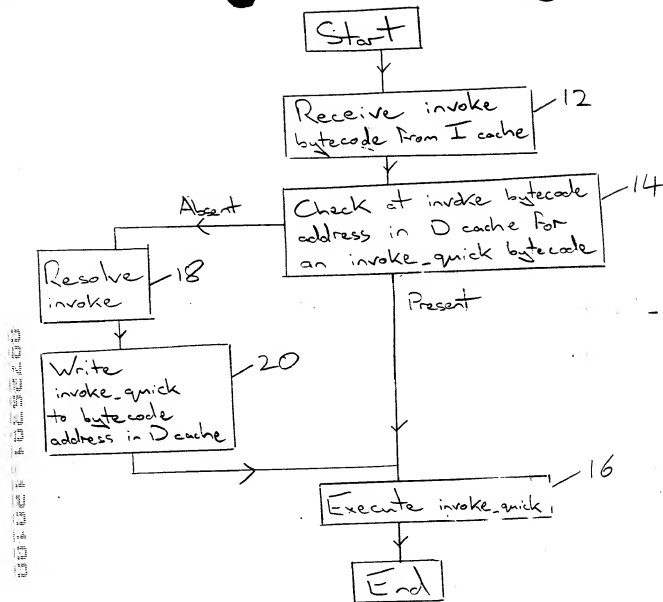 Start
Receive invoke
bytecode from I cache
12
Check at invoke bytecode
address in D cache for
an invoke_quick bytecode
14
Absent
Present
Resolve
invoke
18
Write
invoke_quick
to bytecode
address in D cache
20
Execute invoke_quick
16
End